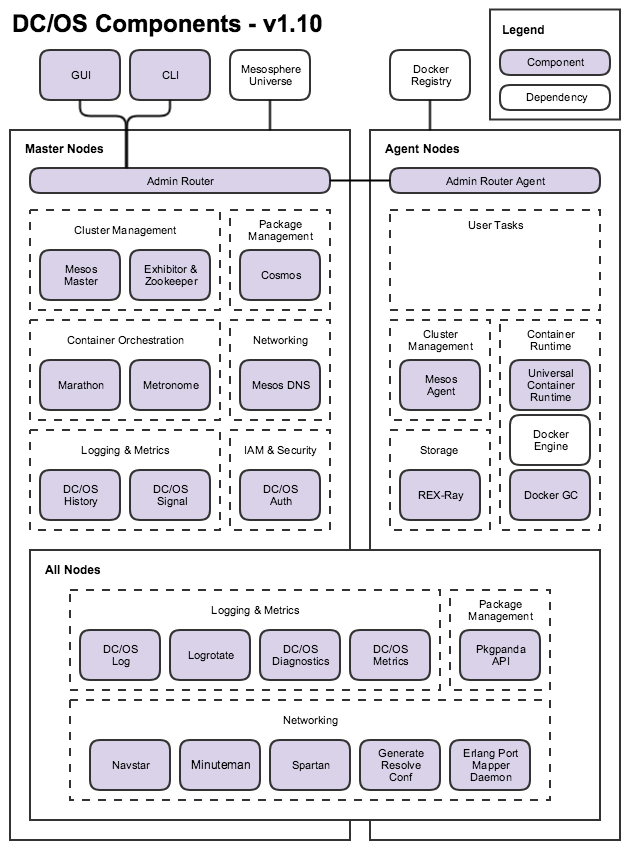 DC/OS Components - v1.10
Legend
Component
Dependency
GUI
CLI
Mesosphere
Universe
Docker
Registry
Master Nodes
Admin Router
Cluster Management
Mesos
Master
Exhibitor &
Zookeeper
Package
Management
Cosmos
Container Orchestration
Marathon
Metronome
Networking
Mesos DNS
Logging & Metrics
DC/OS
History
DC/OS
Signal
IAM & Security
DC/OS
Auth
Agent Nodes
Admin Router Agent
User Tasks
Cluster
Management
Mesos
Agent
Container
Runtime
Universal
Container
Runtime
Docker
Engine
Docker GC
Storage
REX-Ray
All Nodes
Logging & Metrics
DC/OS
Log
Logrotate
DC/OS
Diagnostics
DC/OS
Metrics
Package
Management
Pkgpanda
API
Networking
Navstar
Minuteman
Spartan
Generate
Resolve
Conf
Erlang Port
Mapper
Daemon